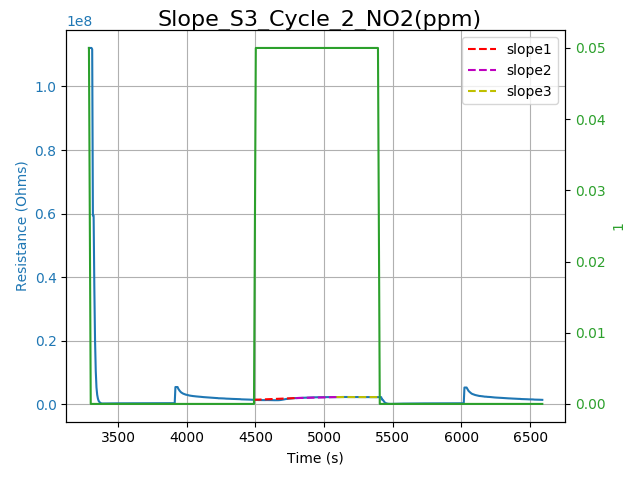 Slope_S3_Cycle_2_NO2(ppm)
1e8
slope1
slope2
slope3
1.0
0.8
0.6
0.4
0.2
0.0
Resistance (Ohms)
0.05
0.04
0.03
0.02
0.01
0.00
1
3500 4000 4500 5000 5500 6000 6500
Time (s)